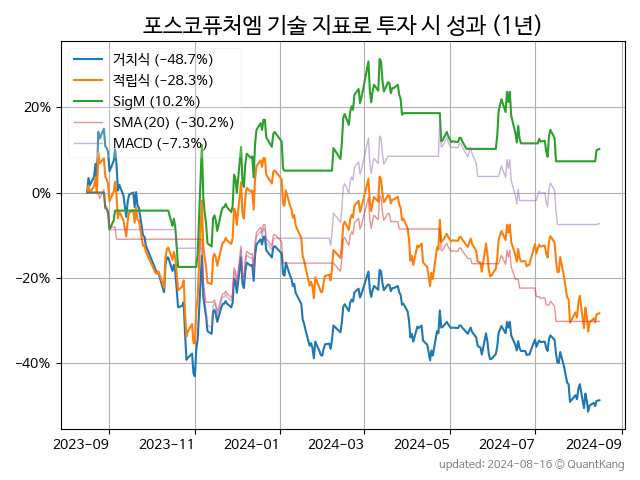 포스코퓨처엠 기술 지표로 투자 시 성과 (1년)
거치식 (−48.7%)
적립식 (−28.3%)
SigM (10.2%)
SMA(20) (−30.2%)
MACD (−7.3%)
20%
0%
−20%
−40%
2023-09 2023-11 2024-01 2024-03 2024-05 2024-07 2024-09
updated: 2024-08-16 © QuantKang